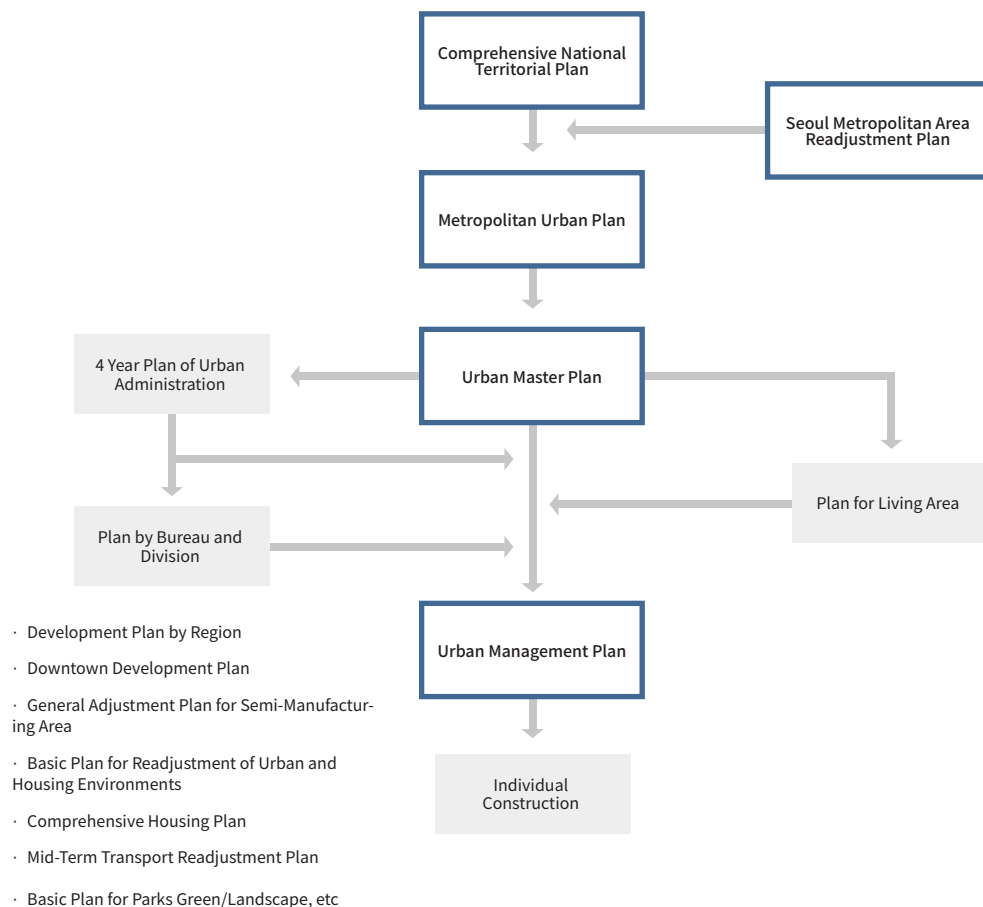 Comprehensive National
Territorial Plan
Seoul Metropolitan Area
Readjustment Plan
Metropolitan Urban Plan
4 Year Plan of Urban
Administration
Urban Master Plan
Plan for Living Area
Plan by Bureau and
Division
Urban Management Plan
· Development Plan by Region
· Downtown Development Plan
· General Adjustment Plan for Semi-Manufactur-
ing Area
· Basic Plan for Readjustment of Urban and
Housing Environments
· Comprehensive Housing Plan
· Mid-Term Transport Readjustment Plan
· Basic Plan for Parks Green/Landscape, etc
Individual
Construction